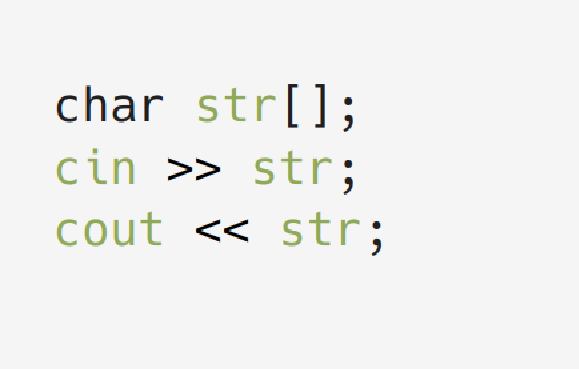 char str[];
cin >> str;
cout << str;